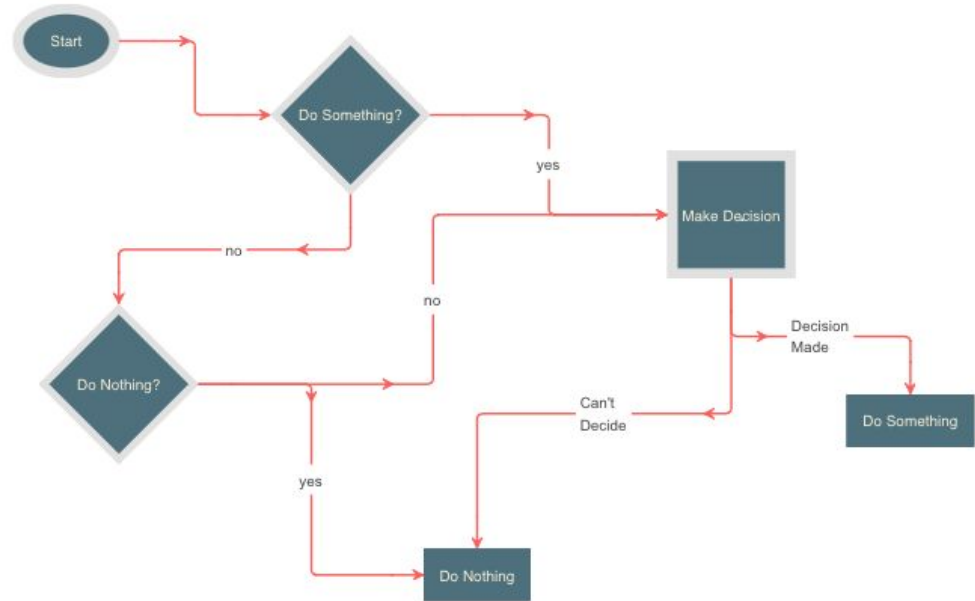 Start
Do Something?
yes
Make Decision
no
no
Decision
Made
Do Nothing?
Can't
Decide
Do Something
yes
Do Nothing